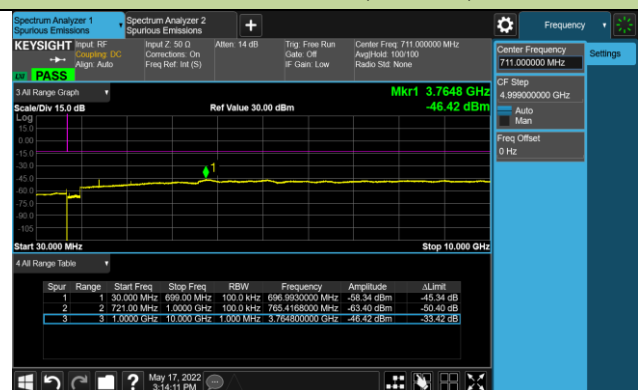 Spectrum Analyzer 1
Spurious Emissions
Spectrum Analyzer 2
Spurious Emissions
Frequency
KEYSIGHT
Input: RF
Coupling: DC
Align: Auto
Input Z: 50 Ω
Corrections: On
Freq Ref: Int (S)
Atten: 14 dB
Trig: Free Run
Gate: Off
IF Gain: Low
Center Freq: 711.000000 MHz
Avg|Hold: 100/100
Radio Std: None
PASS
Center Frequency
711.000000 MHz
Settings
CF Step
4.999000000 GHz
Auto
Man
Freq Offset
0 Hz
3 All Range Graph
Mkr1 3.7648 GHz
Scale/Div 15.0 dB
Ref Value 30.00 dBm
-46.42 dBm
Log
15.0
0.00
-15.0
-30.0
-45.0
-60.0
-75.0
-90.0
-105
1
Start 30.000 MHz
Stop 10.000 GHz
4 All Range Table
Spur Range Start Freq Stop Freq RBW Frequency Amplitude ΔLimit
1 1 30.000 MHz 699.00 MHz 100.0 kHz 696.9930000 MHz -58.34 dBm -45.34 dB
2 2 721.00 MHz 1.0000 GHz 100.0 kHz 765.4168000 MHz -63.40 dBm -50.40 dB
3 3 1.0000 GHz 10.000 GHz 1.000 MHz 3.764800000 GHz -46.42 dBm -33.42 dB
May 17, 2022
3:14:11 PM